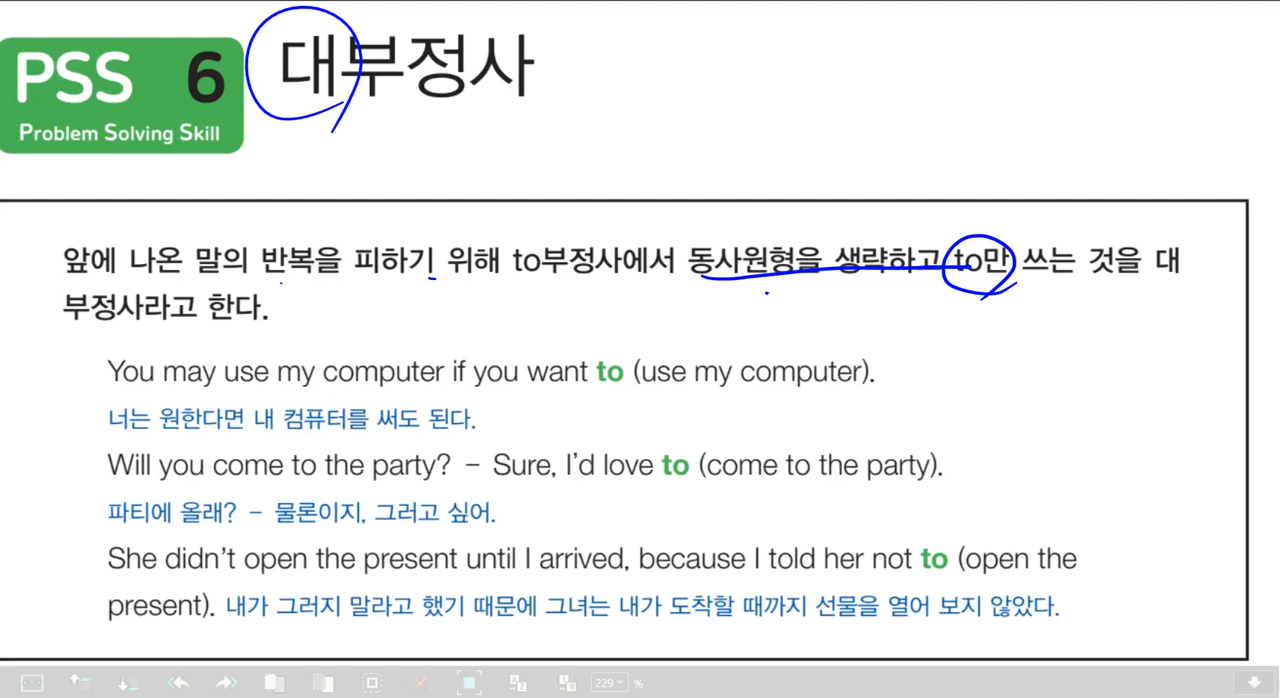 PSS 6 대부정사
Problem Solving Skill
앞에 나온 말의 반복을 피하기 위해 to부정사에서 동사원형을 생략하고 to만 쓰는 것을 대
부정사라고 한다.
You may use my computer if you want to (use my computer).
너는 원한다면 내 컴퓨터를 써도 된다.
Will you come to the party? – Sure, I’d love to (come to the party).
파티에 올래? – 물론이지, 그러고 싶어.
She didn’t open the present until I arrived, because I told her not to (open the
present). 내가 그러지 말라고 했기 때문에 그녀는 내가 도착할 때까지 선물을 열어 보지 않았다.
229 %